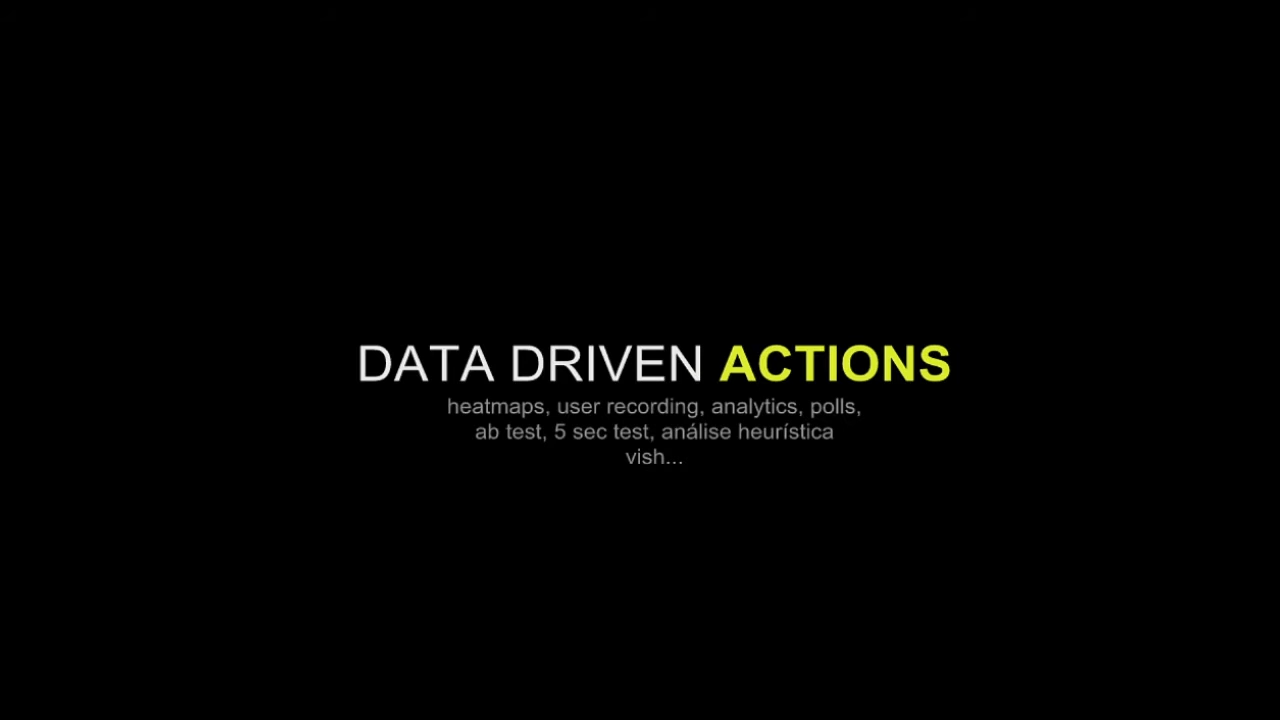 DATA DRIVEN ACTIONS
heatmaps, user recording, analytics, polls,
ab test, 5 sec test, análise heurística
vish...